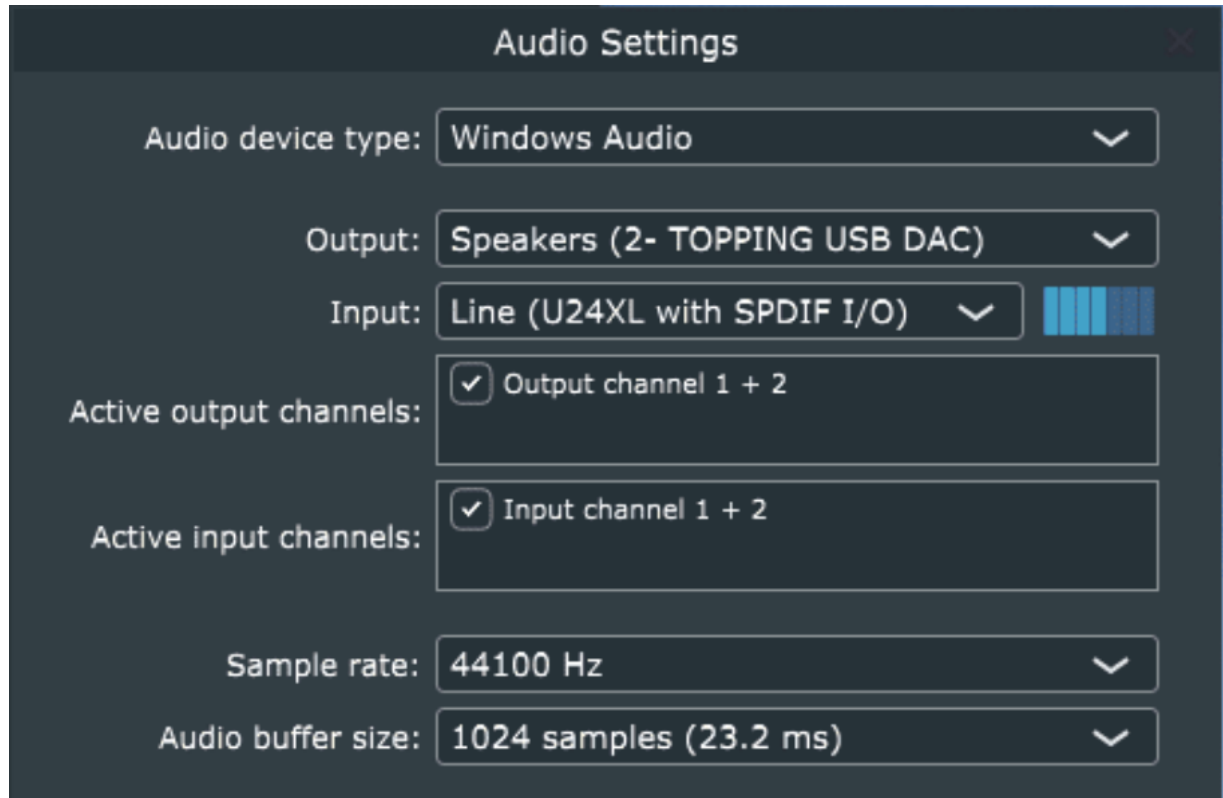 Audio Settings
Audio device type: Windows Audio
Output: Speakers (2- TOPPING USB DAC)
Input: Line (U24XL with SPDIF I/O)
Active output channels: Output channel 1 + 2
Active input channels: Input channel 1 + 2
Sample rate: 44100 Hz
Audio buffer size: 1024 samples (23.2 ms)